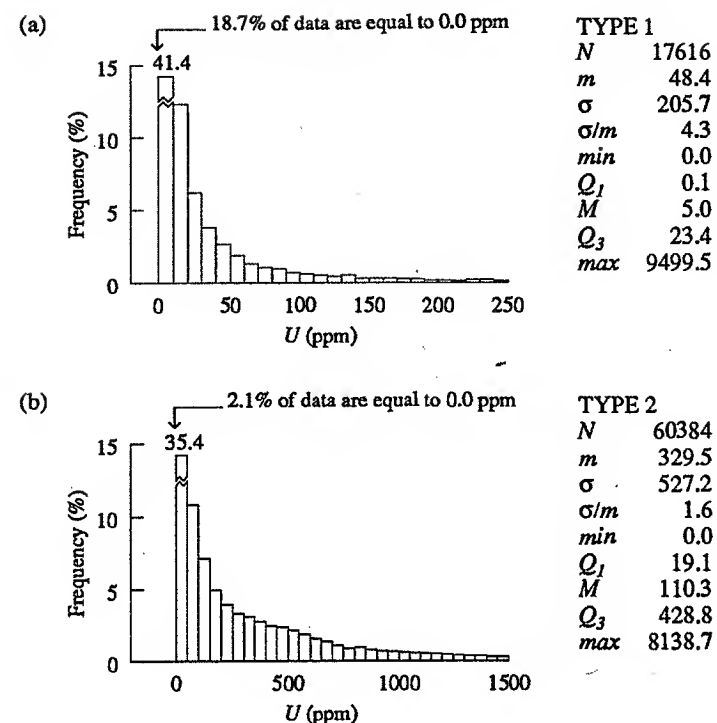 (a)
18.7% of data are equal to 0.0 ppm
41.4
15
10
5
0
Frequency (%)
0 50 100 150 200 250
U (ppm)
TYPE 1
N 17616
m 48.4
σ 205.7
σ/m 4.3
min 0.0
Q1 0.1
M 5.0
Q3 23.4
max 9499.5
(b)
2.1% of data are equal to 0.0 ppm
35.4
15
10
5
0
Frequency (%)
0 500 1000 1500
U (ppm)
TYPE 2
N 60384
m 329.5
σ 527.2
σ/m 1.6
min 0.0
Q1 19.1
M 110.3
Q3 428.8
max 8138.7